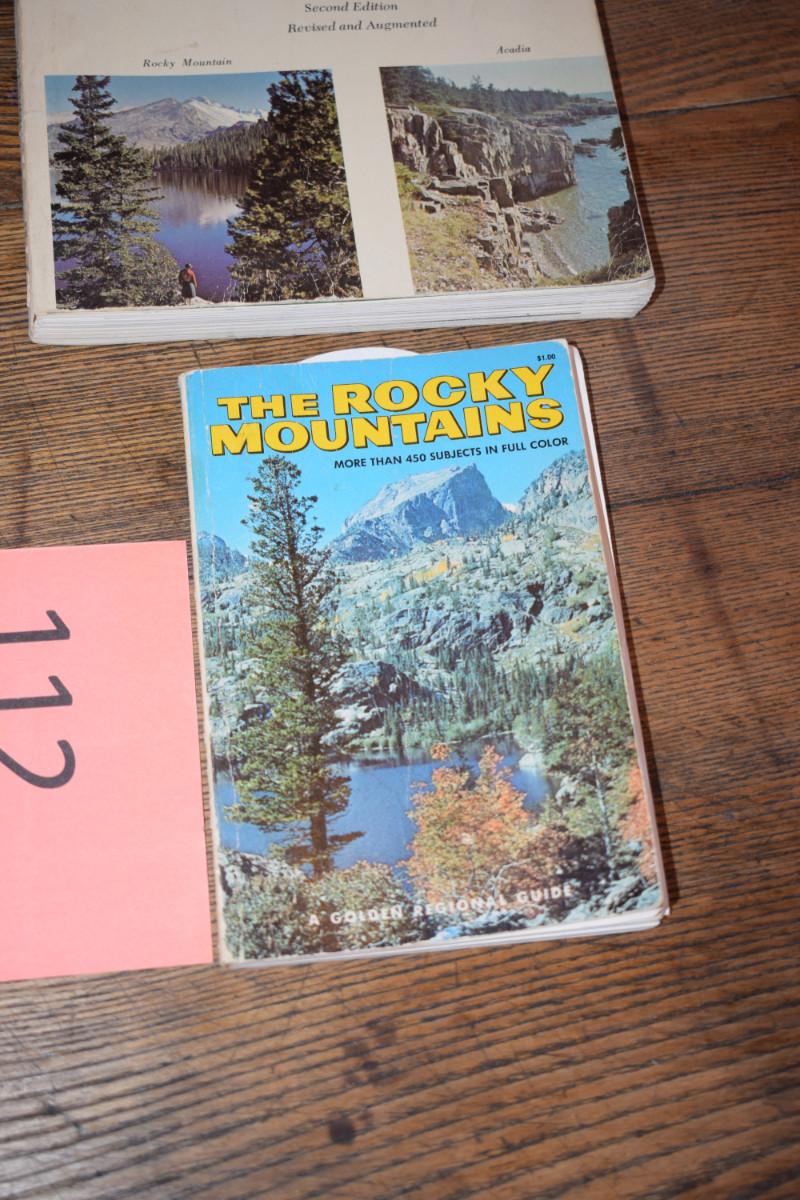 Second Edition
Revised and Augmented
Rocky Mountain
Acadia
$1.00
THE ROCKY
MOUNTAINS
MORE THAN 450 SUBJECTS IN FULL COLOR
A GOLDEN REGIONAL GUIDE
112